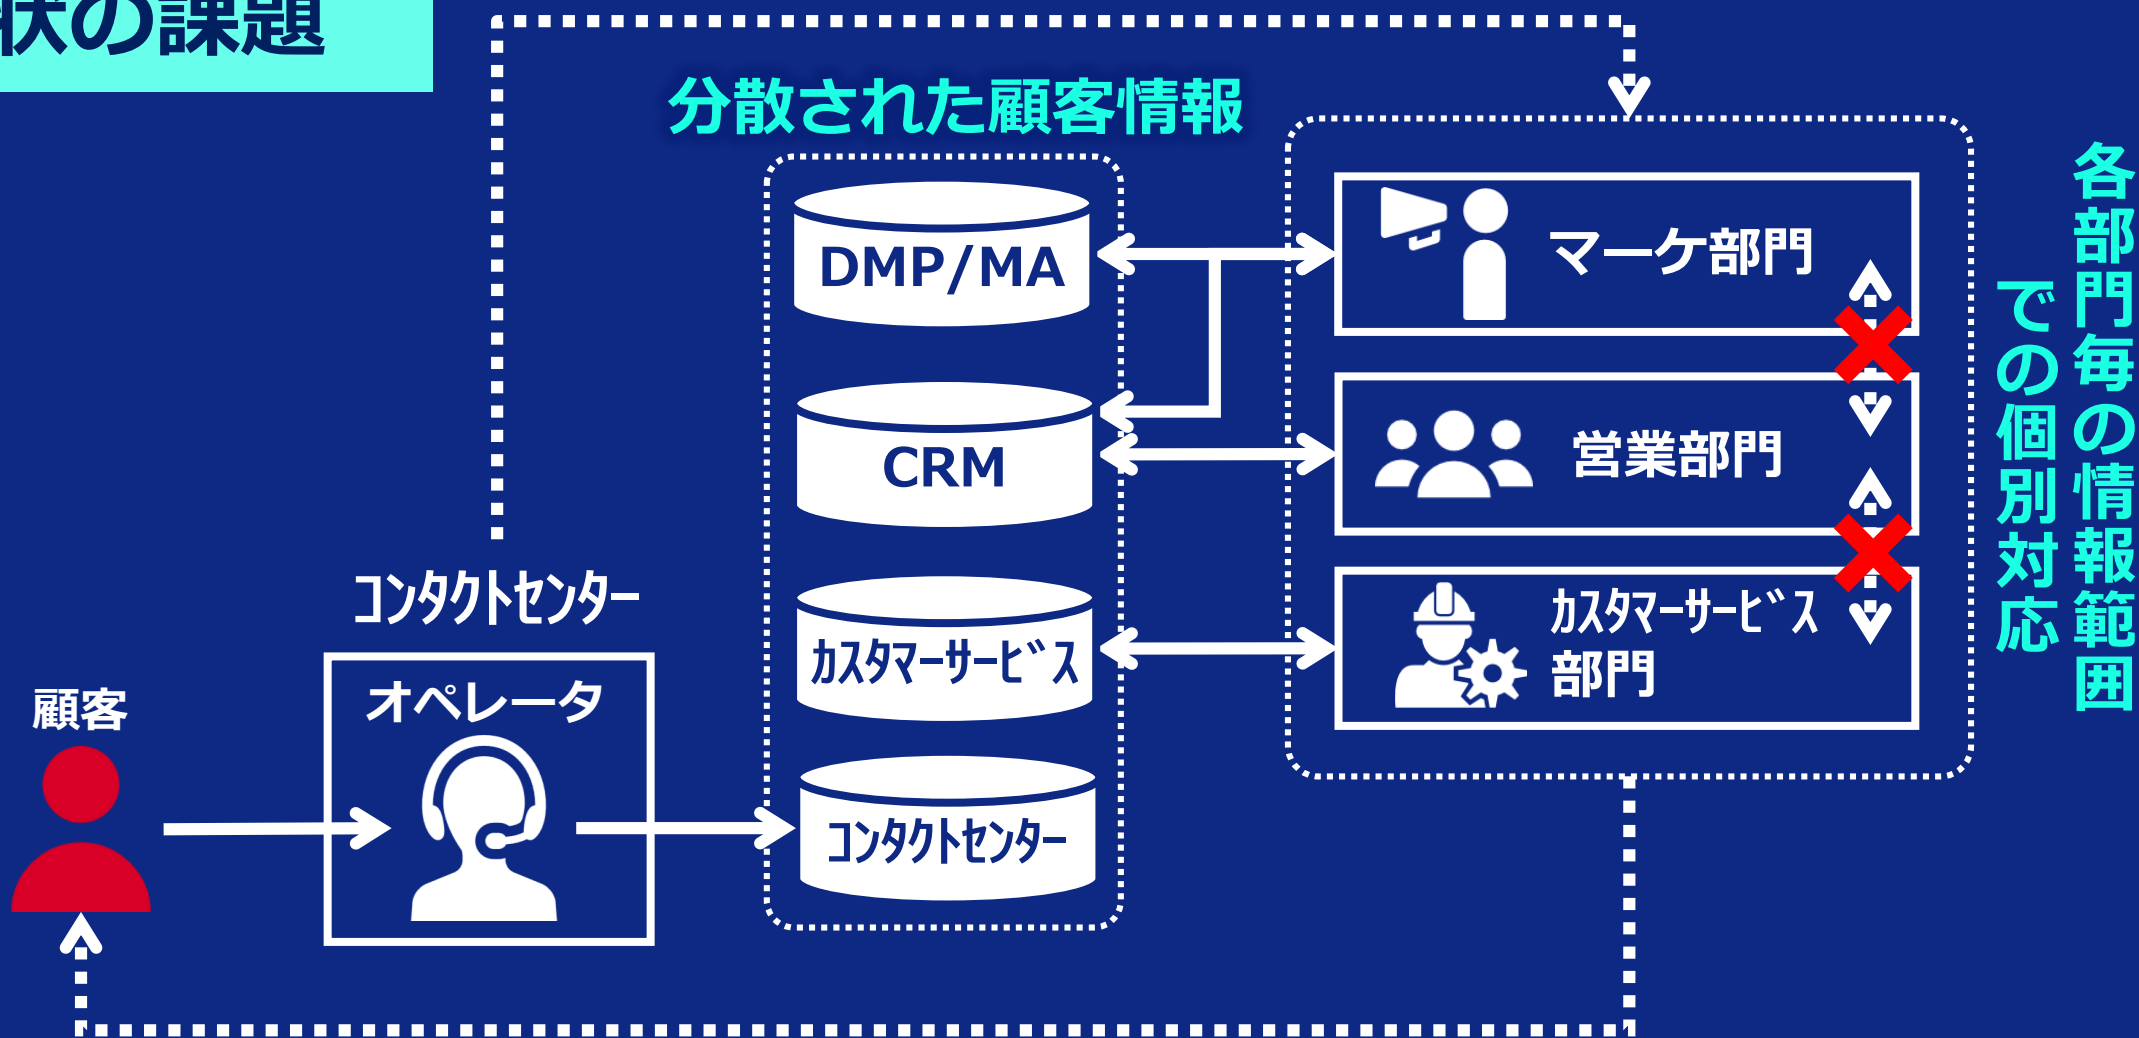 状の課題
分散された顧客情報
DMP/MA
CRM
ｶｽﾀﾏｰｻｰﾋﾞｽ
ｺﾝﾀｸﾄｾﾝﾀｰ
マーケ部門
営業部門
ｶｽﾀﾏｰｻｰﾋﾞｽ
部門
各部門毎の情報範囲
での個別対応
ｺﾝﾀｸﾄｾﾝﾀｰ
オペレータ
顧客